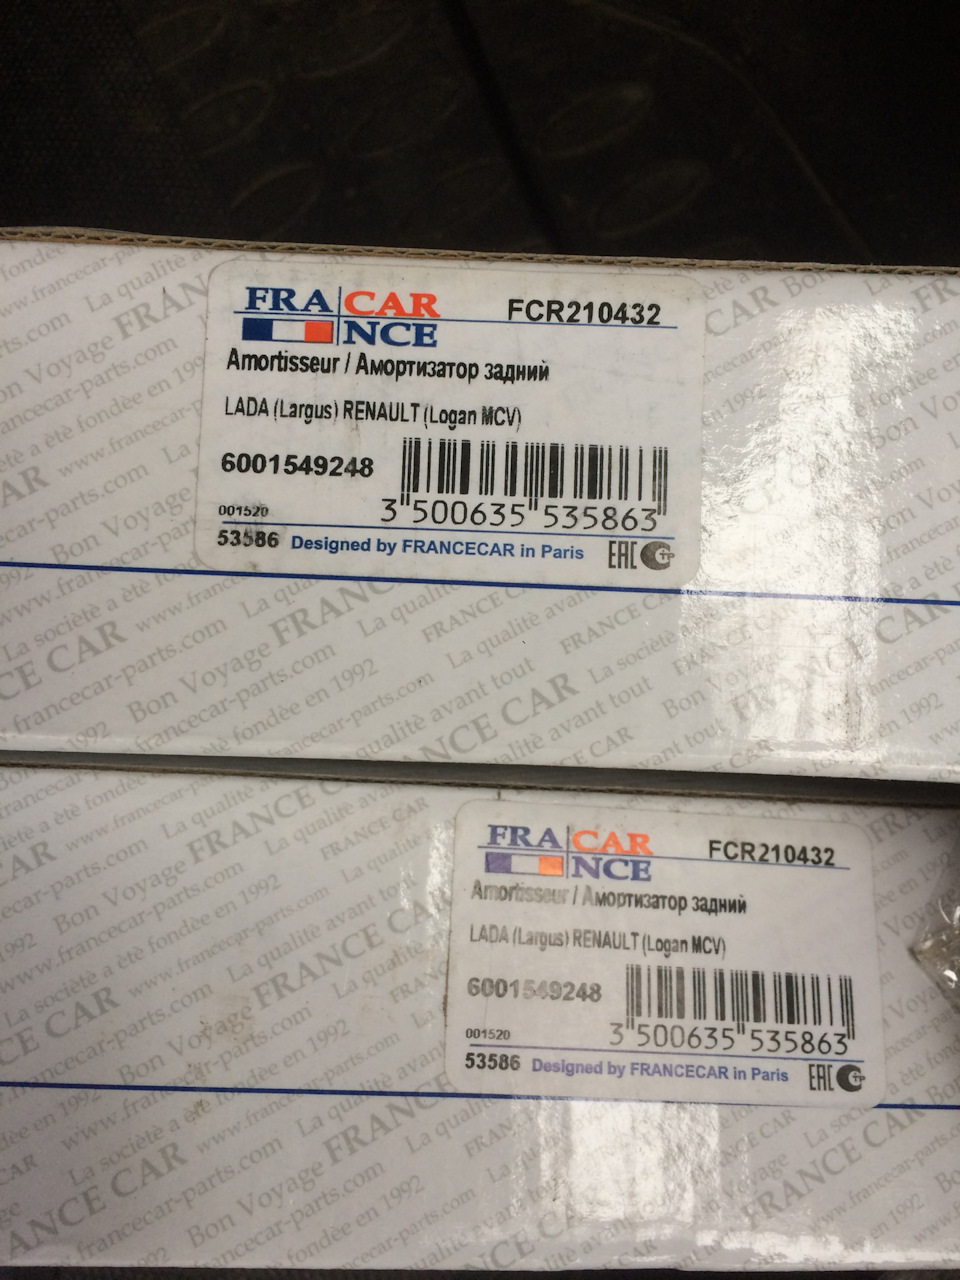 FRA CAR
NCE
FCR210432
Amortisseur / Амортизатор задний
LADA (Largus) RENAULT (Logan MCV)
6001549248
3 500635 535863
001520
53586 Designed by FRANCECAR in Paris EAC
FRA CAR
NCE
FCR210432
Amortisseur / Амортизатор задний
LADA (Largus) RENAULT (Logan MCV)
6001549248
3 500635 535863
001520
53586 Designed by FRANCECAR in Paris EAC
Bon Voyage FRANCE CAR
www.francecar-parts.com
La qualité avant tout
La société a été fondée en 1992